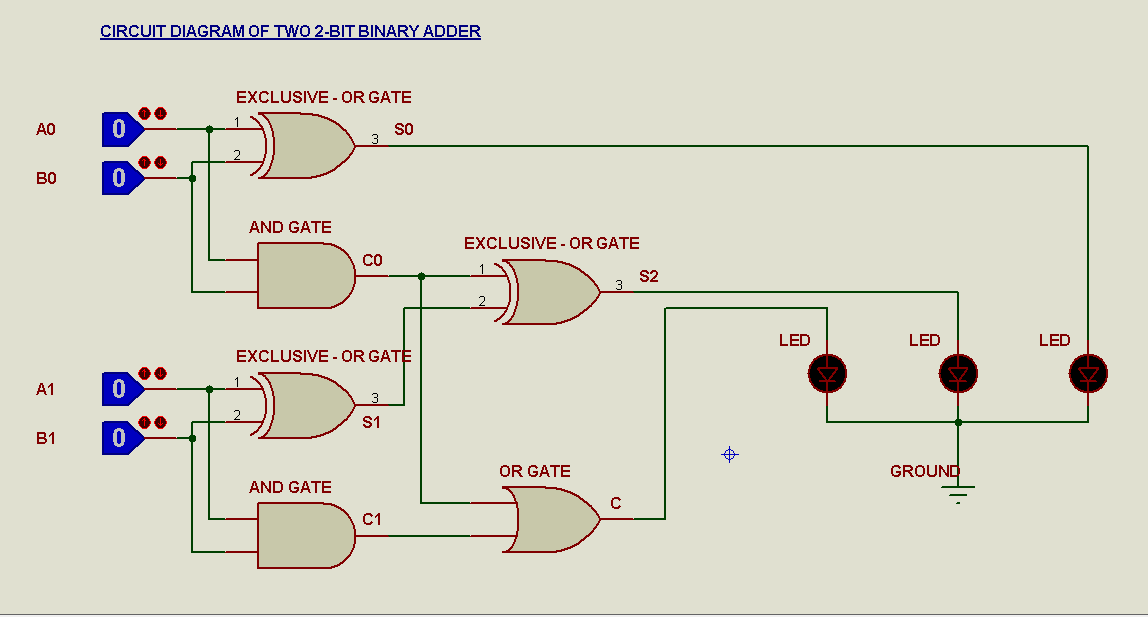 CIRCUIT DIAGRAM OF TWO 2-BIT BINARY ADDER
EXCLUSIVE - OR GATE
A0 0 1 3 S0
B0 0 2
AND GATE
C0
EXCLUSIVE - OR GATE
1 3 S2
2
LED LED LED
EXCLUSIVE - OR GATE
A1 0 1 3
S1
B1 0 2
GROUND
OR GATE
C
AND GATE
C1